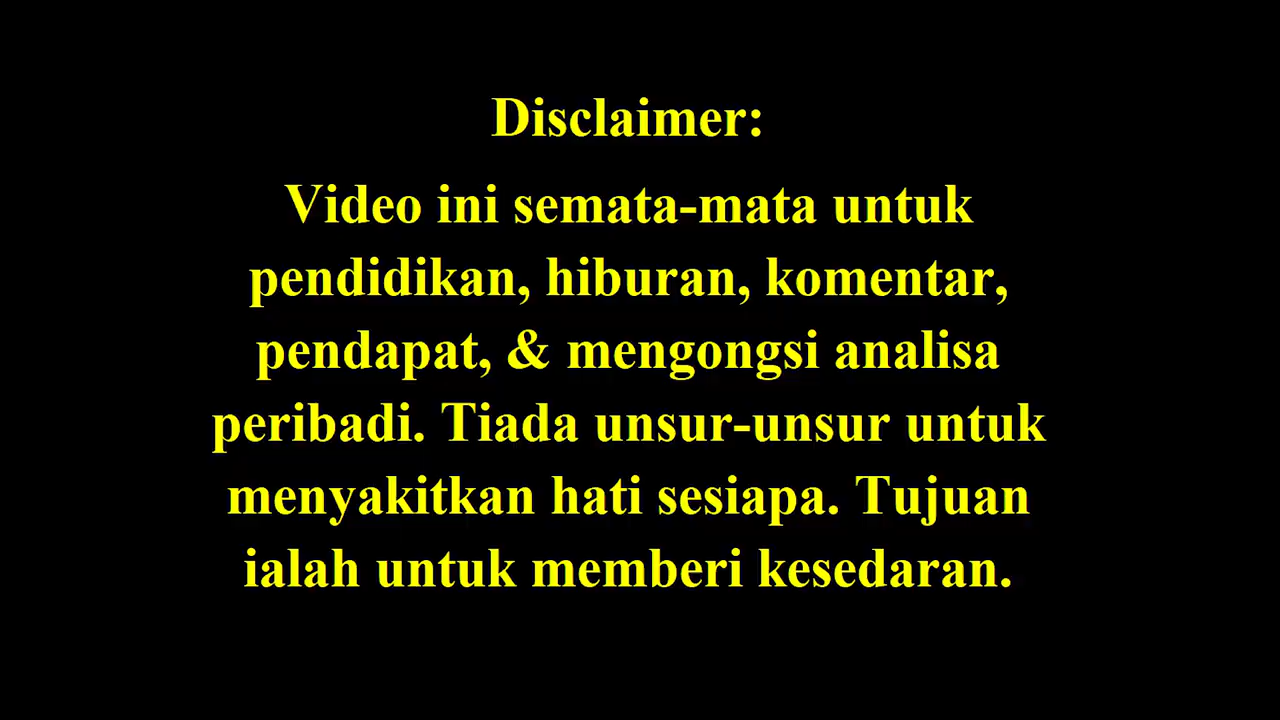 Disclaimer:
Video ini semata-mata untuk
pendidikan, hiburan, komentar,
pendapat, & mengongsi analisa
peribadi. Tiada unsur-unsur untuk
menyakitkan hati sesiapa. Tujuan
ialah untuk memberi kesedaran.